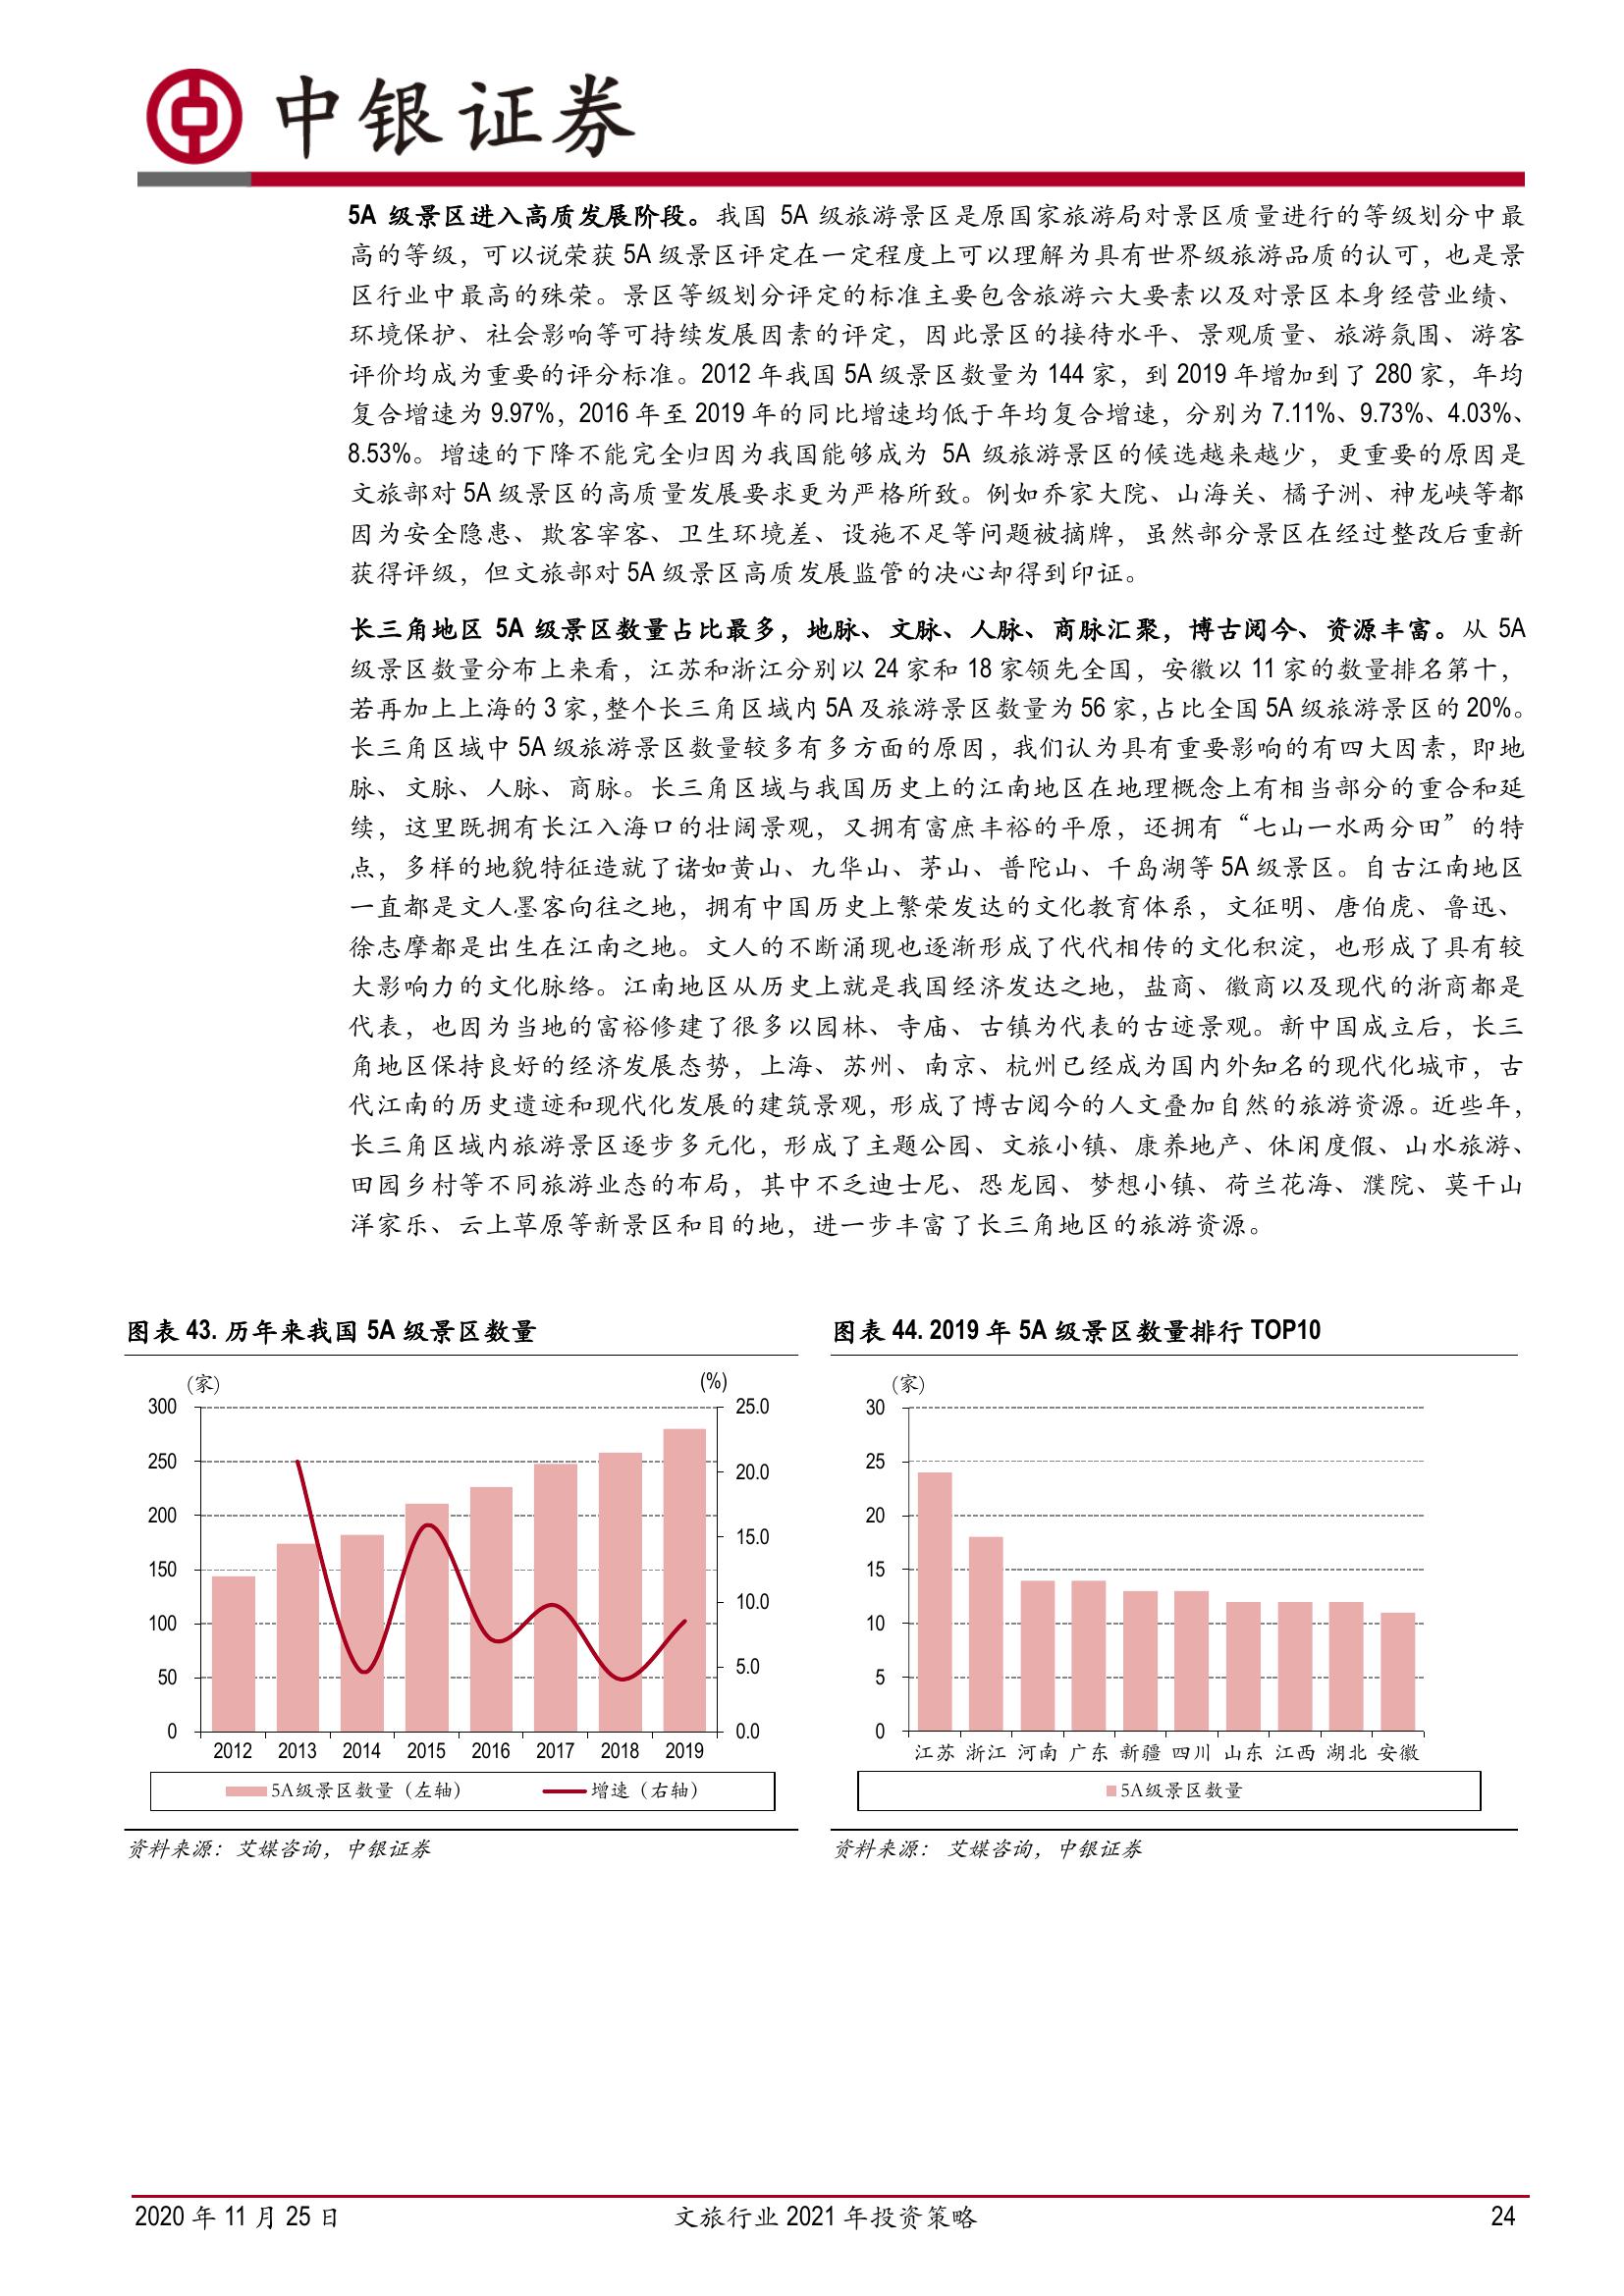 中银证券
5A 级景区进入高质发展阶段。我国 5A 级旅游景区是原国家旅游局对景区质量进行的等级划分中最
高的等级，可以说荣获 5A 级景区评定在一定程度上可以理解为具有世界级旅游品质的认可，也是景
区行业中最高的殊荣。景区等级划分评定的标准主要包含旅游六大要素以及对景区本身经营业绩、
环境保护、社会影响等可持续发展因素的评定，因此景区的接待水平、景观质量、旅游氛围、游客
评价均成为重要的评分标准。2012 年我国 5A 级景区数量为 144 家，到 2019 年增加到了 280 家，年均
复合增速为 9.97%，2016 年至 2019 年的同比增速均低于年均复合增速，分别为 7.11%、9.73%、4.03%、
8.53%。增速的下降不能完全归因为我国能够成为 5A 级旅游景区的候选越来越少，更重要的原因是
文旅部对 5A 级景区的高质量发展要求更为严格所致。例如乔家大院、山海关、橘子洲、神龙峡等都
因为安全隐患、欺客宰客、卫生环境差、设施不足等问题被摘牌，虽然部分景区在经过整改后重新
获得评级，但文旅部对 5A 级景区高质发展监管的决心却得到印证。
长三角地区 5A 级景区数量占比最多，地脉、文脉、人脉、商脉汇聚，博古阅今、资源丰富。从 5A
级景区数量分布上来看，江苏和浙江分别以 24 家和 18 家领先全国，安徽以 11 家的数量排名第十，
若再加上上海的 3 家，整个长三角区域内 5A 及旅游景区数量为 56 家，占比全国 5A 级旅游景区的 20%。
长三角区域中 5A 级旅游景区数量较多有多方面的原因，我们认为具有重要影响的有四大因素，即地
脉、文脉、人脉、商脉。长三角区域与我国历史上的江南地区在地理概念上有相当部分的重合和延
续，这里既拥有长江入海口的壮阔景观，又拥有富庶丰裕的平原，还拥有“七山一水两分田”的特
点，多样的地貌特征造就了诸如黄山、九华山、茅山、普陀山、千岛湖等 5A 级景区。自古江南地区
一直都是文人墨客向往之地，拥有中国历史上繁荣发达的文化教育体系，文征明、唐伯虎、鲁迅、
徐志摩都是出生在江南之地。文人的不断涌现也逐渐形成了代代相传的文化积淀，也形成了具有较
大影响力的文化脉络。江南地区从历史上就是我国经济发达之地，盐商、徽商以及现代的浙商都是
代表，也因为当地的富裕修建了很多以园林、寺庙、古镇为代表的古迹景观。新中国成立后，长三
角地区保持良好的经济发展态势，上海、苏州、南京、杭州已经成为国内外知名的现代化城市，古
代江南的历史遗迹和现代化发展的建筑景观，形成了博古阅今的人文叠加自然的旅游资源。近些年，
长三角区域内旅游景区逐步多元化，形成了主题公园、文旅小镇、康养地产、休闲度假、山水旅游、
田园乡村等不同旅游业态的布局，其中不乏迪士尼、恐龙园、梦想小镇、荷兰花海、濮院、莫干山
洋家乐、云上草原等新景区和目的地，进一步丰富了长三角地区的旅游资源。
图表 43. 历年来我国 5A 级景区数量
(家) (%)
300 25.0
250 20.0
200 15.0
150 10.0
100 5.0
50 0.0
0
2012 2013 2014 2015 2016 2017 2018 2019
5A级景区数量（左轴） 增速（右轴）
资料来源：艾媒咨询，中银证券
图表 44. 2019 年 5A 级景区数量排行 TOP10
(家)
30
25
20
15
10
5
0
江苏 浙江 河南 广东 新疆 四川 山东 江西 湖北 安徽
5A级景区数量
资料来源： 艾媒咨询，中银证券
2020 年 11 月 25 日 文旅行业 2021 年投资策略 24